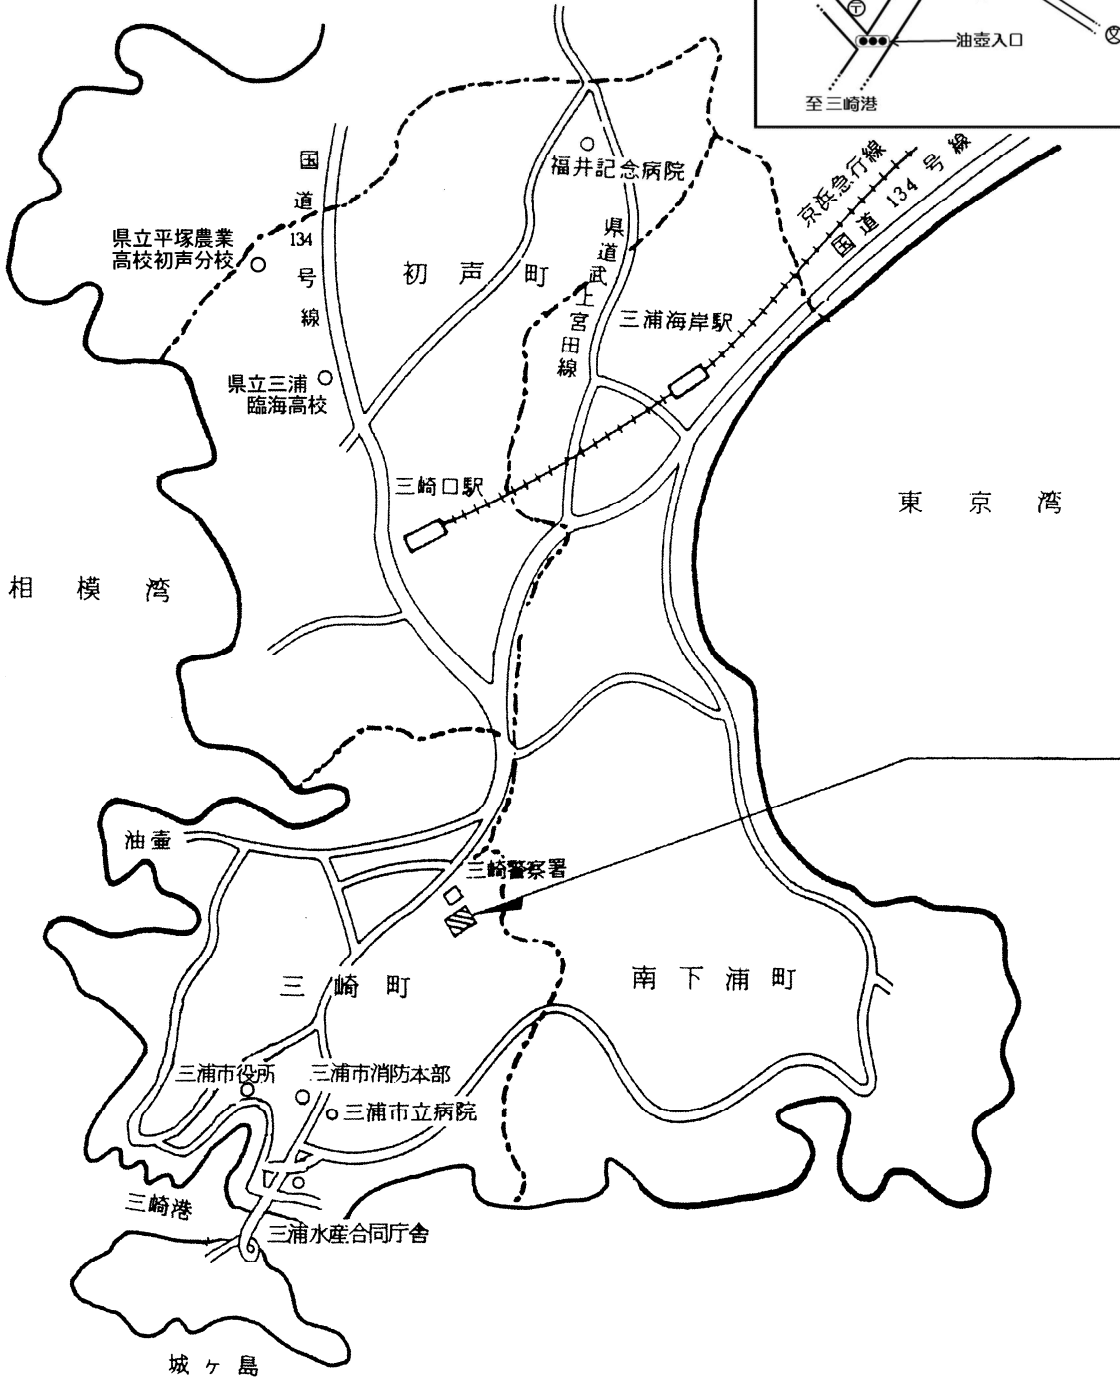 〒
油壺入口
至三崎港
国道134号線
福井記念病院
京浜急行線
国道134号線
県立平塚農業
高校初声分校
初声町
県道武上宮田線
三浦海岸駅
県立三浦
臨海高校
三崎口駅
東京湾
相模湾
油壷
三崎警察署
三崎町
南下浦町
三浦市役所
三浦市消防本部
三浦市立病院
三崎港
三浦水産合同庁舎
城ヶ島